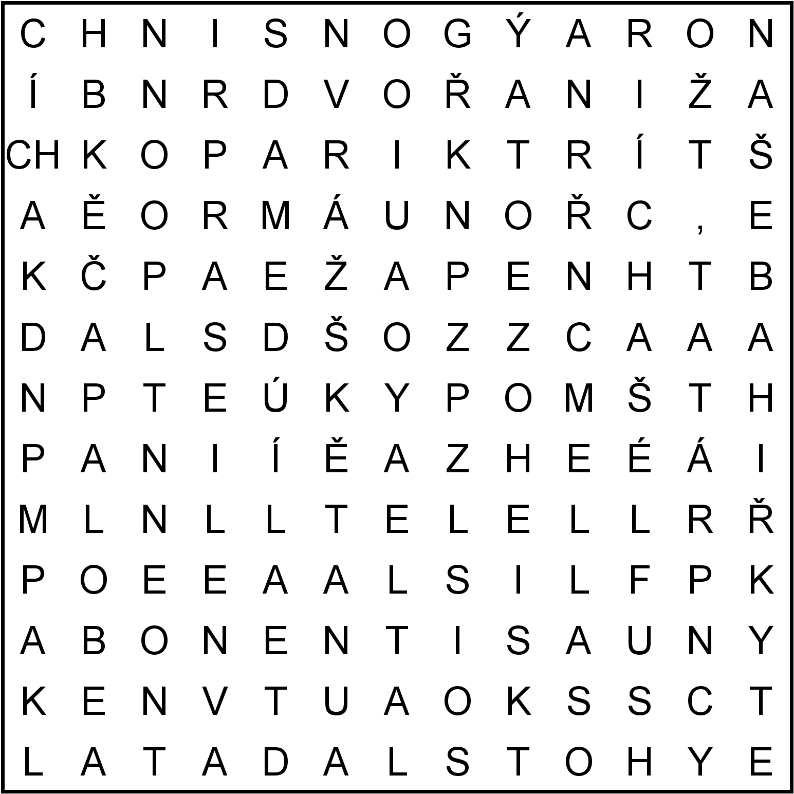 C H N I S N O G Ý A R O N
Í B N R D V O Ř A N I Ž A
CH K O P A R I K T R Í T Š
A Ě O R M Á U N O Ř C , E
K Č P A E Ž A P E N H T B
D A L S D Š O Z Z C A A A
N P T E Ú K Y P O M Š T H
P A N I Í Ě A Z H E É Á I
M L N L L T E L E L L R Ř
P O E E A A L S I L F P K
A B O N E N T I S A U N Y
K E N V T U A O K S S C T
L A T A D A L S T O H Y E